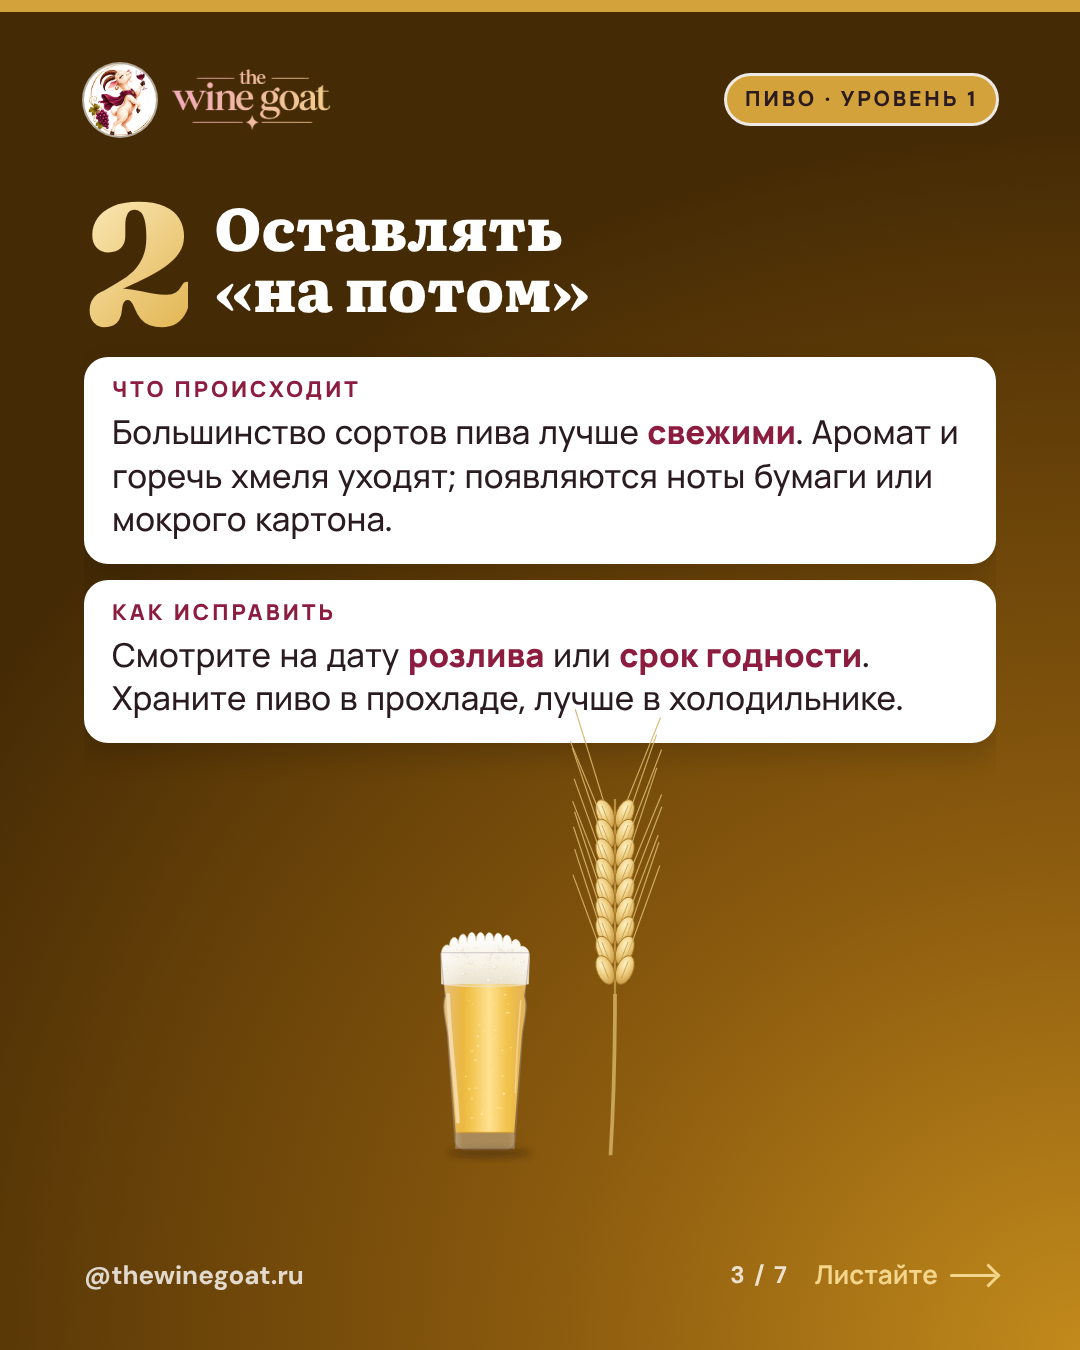 the
wine goat
ПИВО · УРОВЕНЬ 1
2
Оставлять
«на потом»
ЧТО ПРОИСХОДИТ
Большинство сортов пива лучше свежими. Аромат и
горечь хмеля уходят; появляются ноты бумаги или
мокрого картона.
КАК ИСПРАВИТЬ
Смотрите на дату розлива или срок годности.
Храните пиво в прохладе, лучше в холодильнике.
@thewinegoat.ru
3 / 7 Листайте